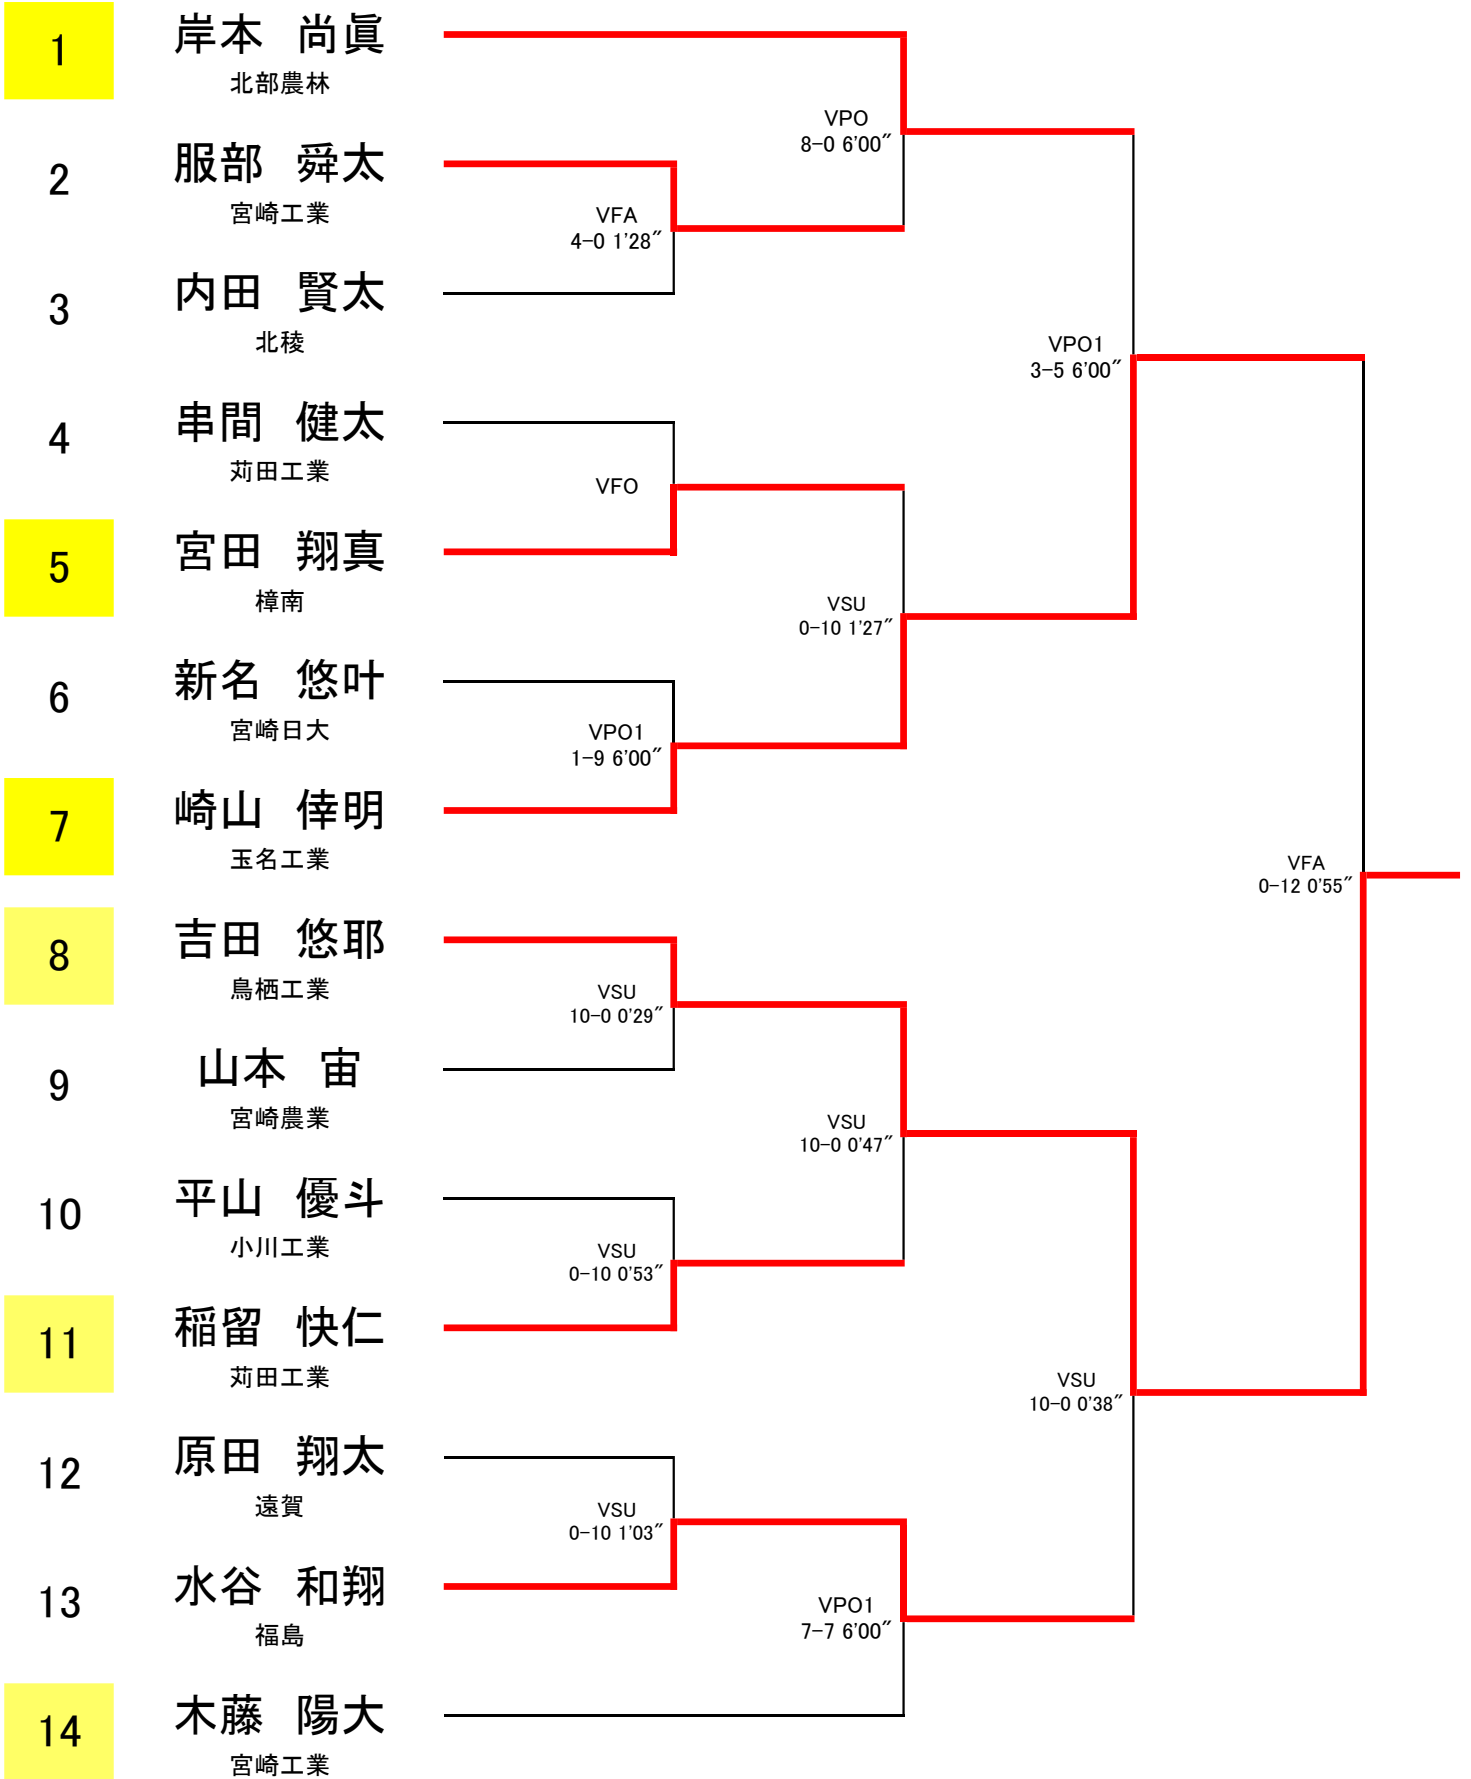 1
岸本　尚眞
北部農林
VPO
8-0 6'00"
2
服部　舜太
宮崎工業
VFA
4-0 1'28"
3
内田　賢太
北稜
VPO1
3-5 6'00"
4
串間　健太
苅田工業
VFO
5
宮田　翔真
樟南
VSU
0-10 1'27"
6
新名　悠叶
宮崎日大
VPO1
1-9 6'00"
7
崎山　倖明
玉名工業
VFA
0-12 0'55"
8
吉田　悠耶
鳥栖工業
VSU
10-0 0'29"
9
山本　宙
宮崎農業
VSU
10-0 0'47"
10
平山　優斗
小川工業
VSU
0-10 0'53"
11
稲留　快仁
苅田工業
VSU
10-0 0'38"
12
原田　翔太
遠賀
VSU
0-10 1'03"
13
水谷　和翔
福島
VPO1
7-7 6'00"
14
木藤　陽大
宮崎工業